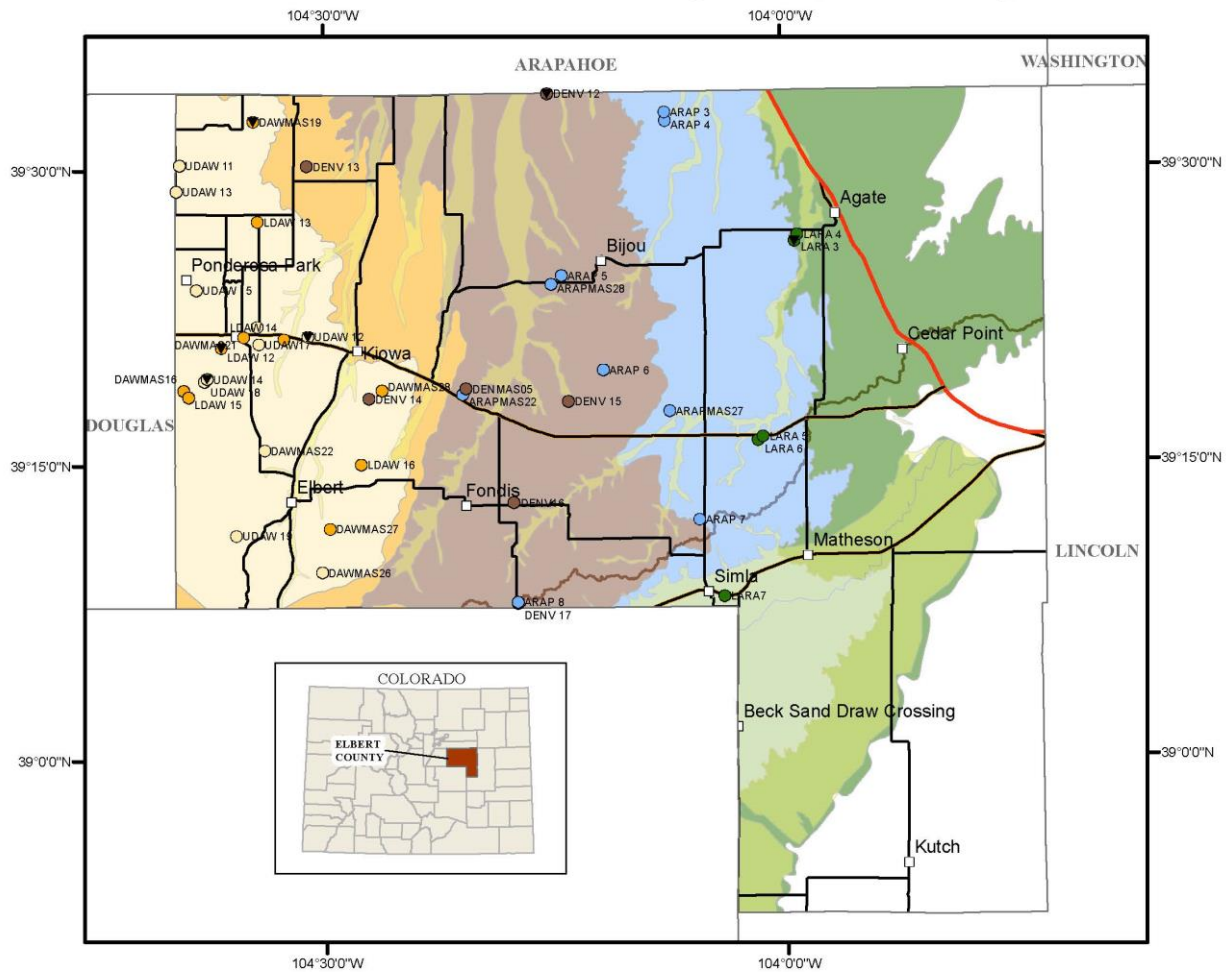 104°30'0"W
104°0'0"W
ARAPAHOE
WASHINGTON
DENV 12
ARAP 3
ARAP 4
DAWMAS19
39°30'0"N
39°30'0"N
UDAW 11
DENV 13
UDAW 13
Agate
LDAW 13
LARA 4
LARA 3
Bijou
Ponderosa Park
ARAP 5
ARAPMAS28
UDAW 15
LDAW 14
UDAW 12
DAWMAS21
UDAW17
LDAW 12
Kiowa
Cedar Point
ARAP 6
DAWMAS16
UDAW 14
UDAW 18
LDAW 15
DAWMAS28
DENMAS05
ARAPMAS22
DENV 14
DENV 15
ARAPMAS27
DOUGLAS
LARA 5
LARA 6
DAWMAS22
LDAW 16
39°15'0"N
39°15'0"N
Elbert
Fondis
DENV16
ARAP 7
DAWMAS27
UDAW 19
Matheson
LINCOLN
DAWMAS26
Simla
LARA7
ARAP 8
DENV 17
COLORADO
ELBERT
COUNTY
Beck Sand Draw Crossing
39°0'0"N
39°0'0"N
Kutch
104°30'0"W
104°0'0"W